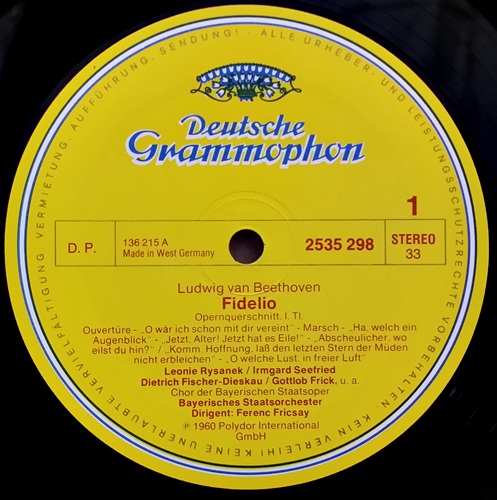 ALLE URHEBER- UND LEISTUNGSSCHUTZRECHTE VORBEHALTEN · KEIN VERLEIH! KEINE UNERLAUBTE VERVIELFÄLTIGUNG, VERMIETUNG, AUFFÜHRUNG, SENDUNG! ·
Deutsche
Grammophon
1
D. P.
136 215 A
Made in West Germany
2535 298
STEREO
33
Ludwig van Beethoven
Fidelio
Opernquerschnitt, I. Tl.
Ouvertüre - „O wär ich schon mit dir vereint“ - Marsch - „Ha, welch ein
Augenblick“ - „Jetzt, Alter! Jetzt hat es Eile!“ - „Abscheulicher, wo
eilst du hin?“ / „Komm, Hoffnung, laß den letzten Stern der Müden
nicht erbleichen“ - „O welche Lust, in freier Luft“
Leonie Rysanek / Irmgard Seefried
Dietrich Fischer-Dieskau / Gottlob Frick, u. a.
Chor der Bayerischen Staatsoper
Bayerisches Staatsorchester
Dirigent: Ferenc Fricsay
℗ 1960 Polydor International
GmbH